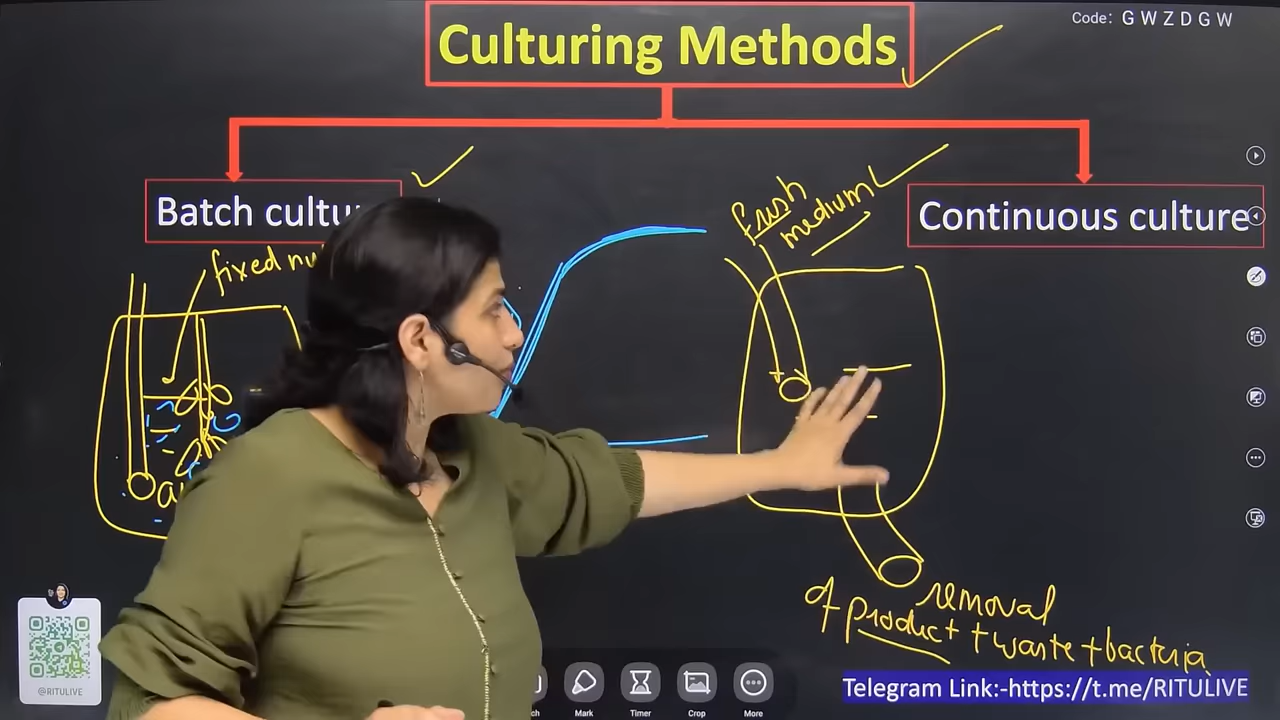 Culturing Methods
Code: G W Z D G W
Batch cultu
Continuous culture
fresh
medium
fixed nu
removal
of product + waste + bacteria
@RITULIVE
Mark
Timer
Crop
More
Telegram Link:-https://t.me/RITULIVE